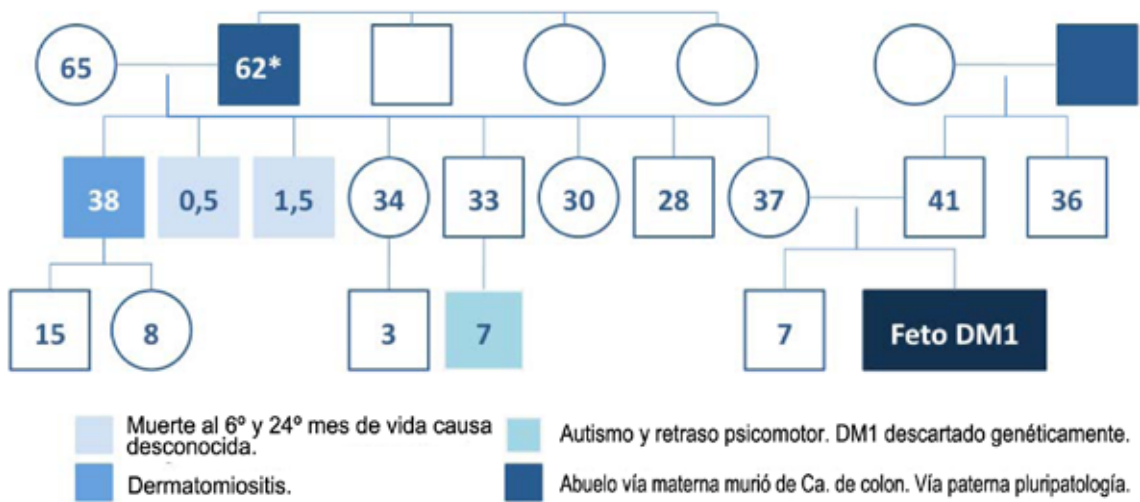 65
62*
38
0,5
1,5
34
33
30
28
37
41
36
15
8
3
7
7
Feto DM1
Muerte al 6º y 24º mes de vida causa
desconocida.
Autismo y retraso psicomotor. DM1 descartado genéticamente.
Dermatomiositis.
Abuelo vía materna murió de Ca. de colon. Vía paterna pluripatología.